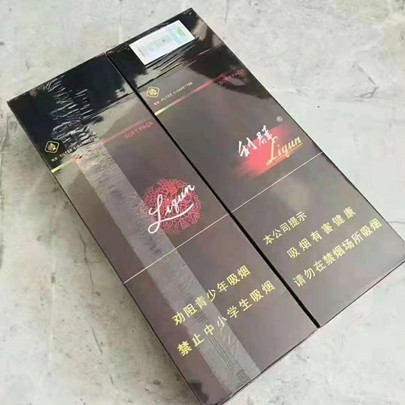 SOFT PACK
Liqun
劝阻青少年吸烟
禁止中小学生吸烟
利群
®
Liqun
本公司提示
吸烟有害健康
请勿在禁烟场所吸烟